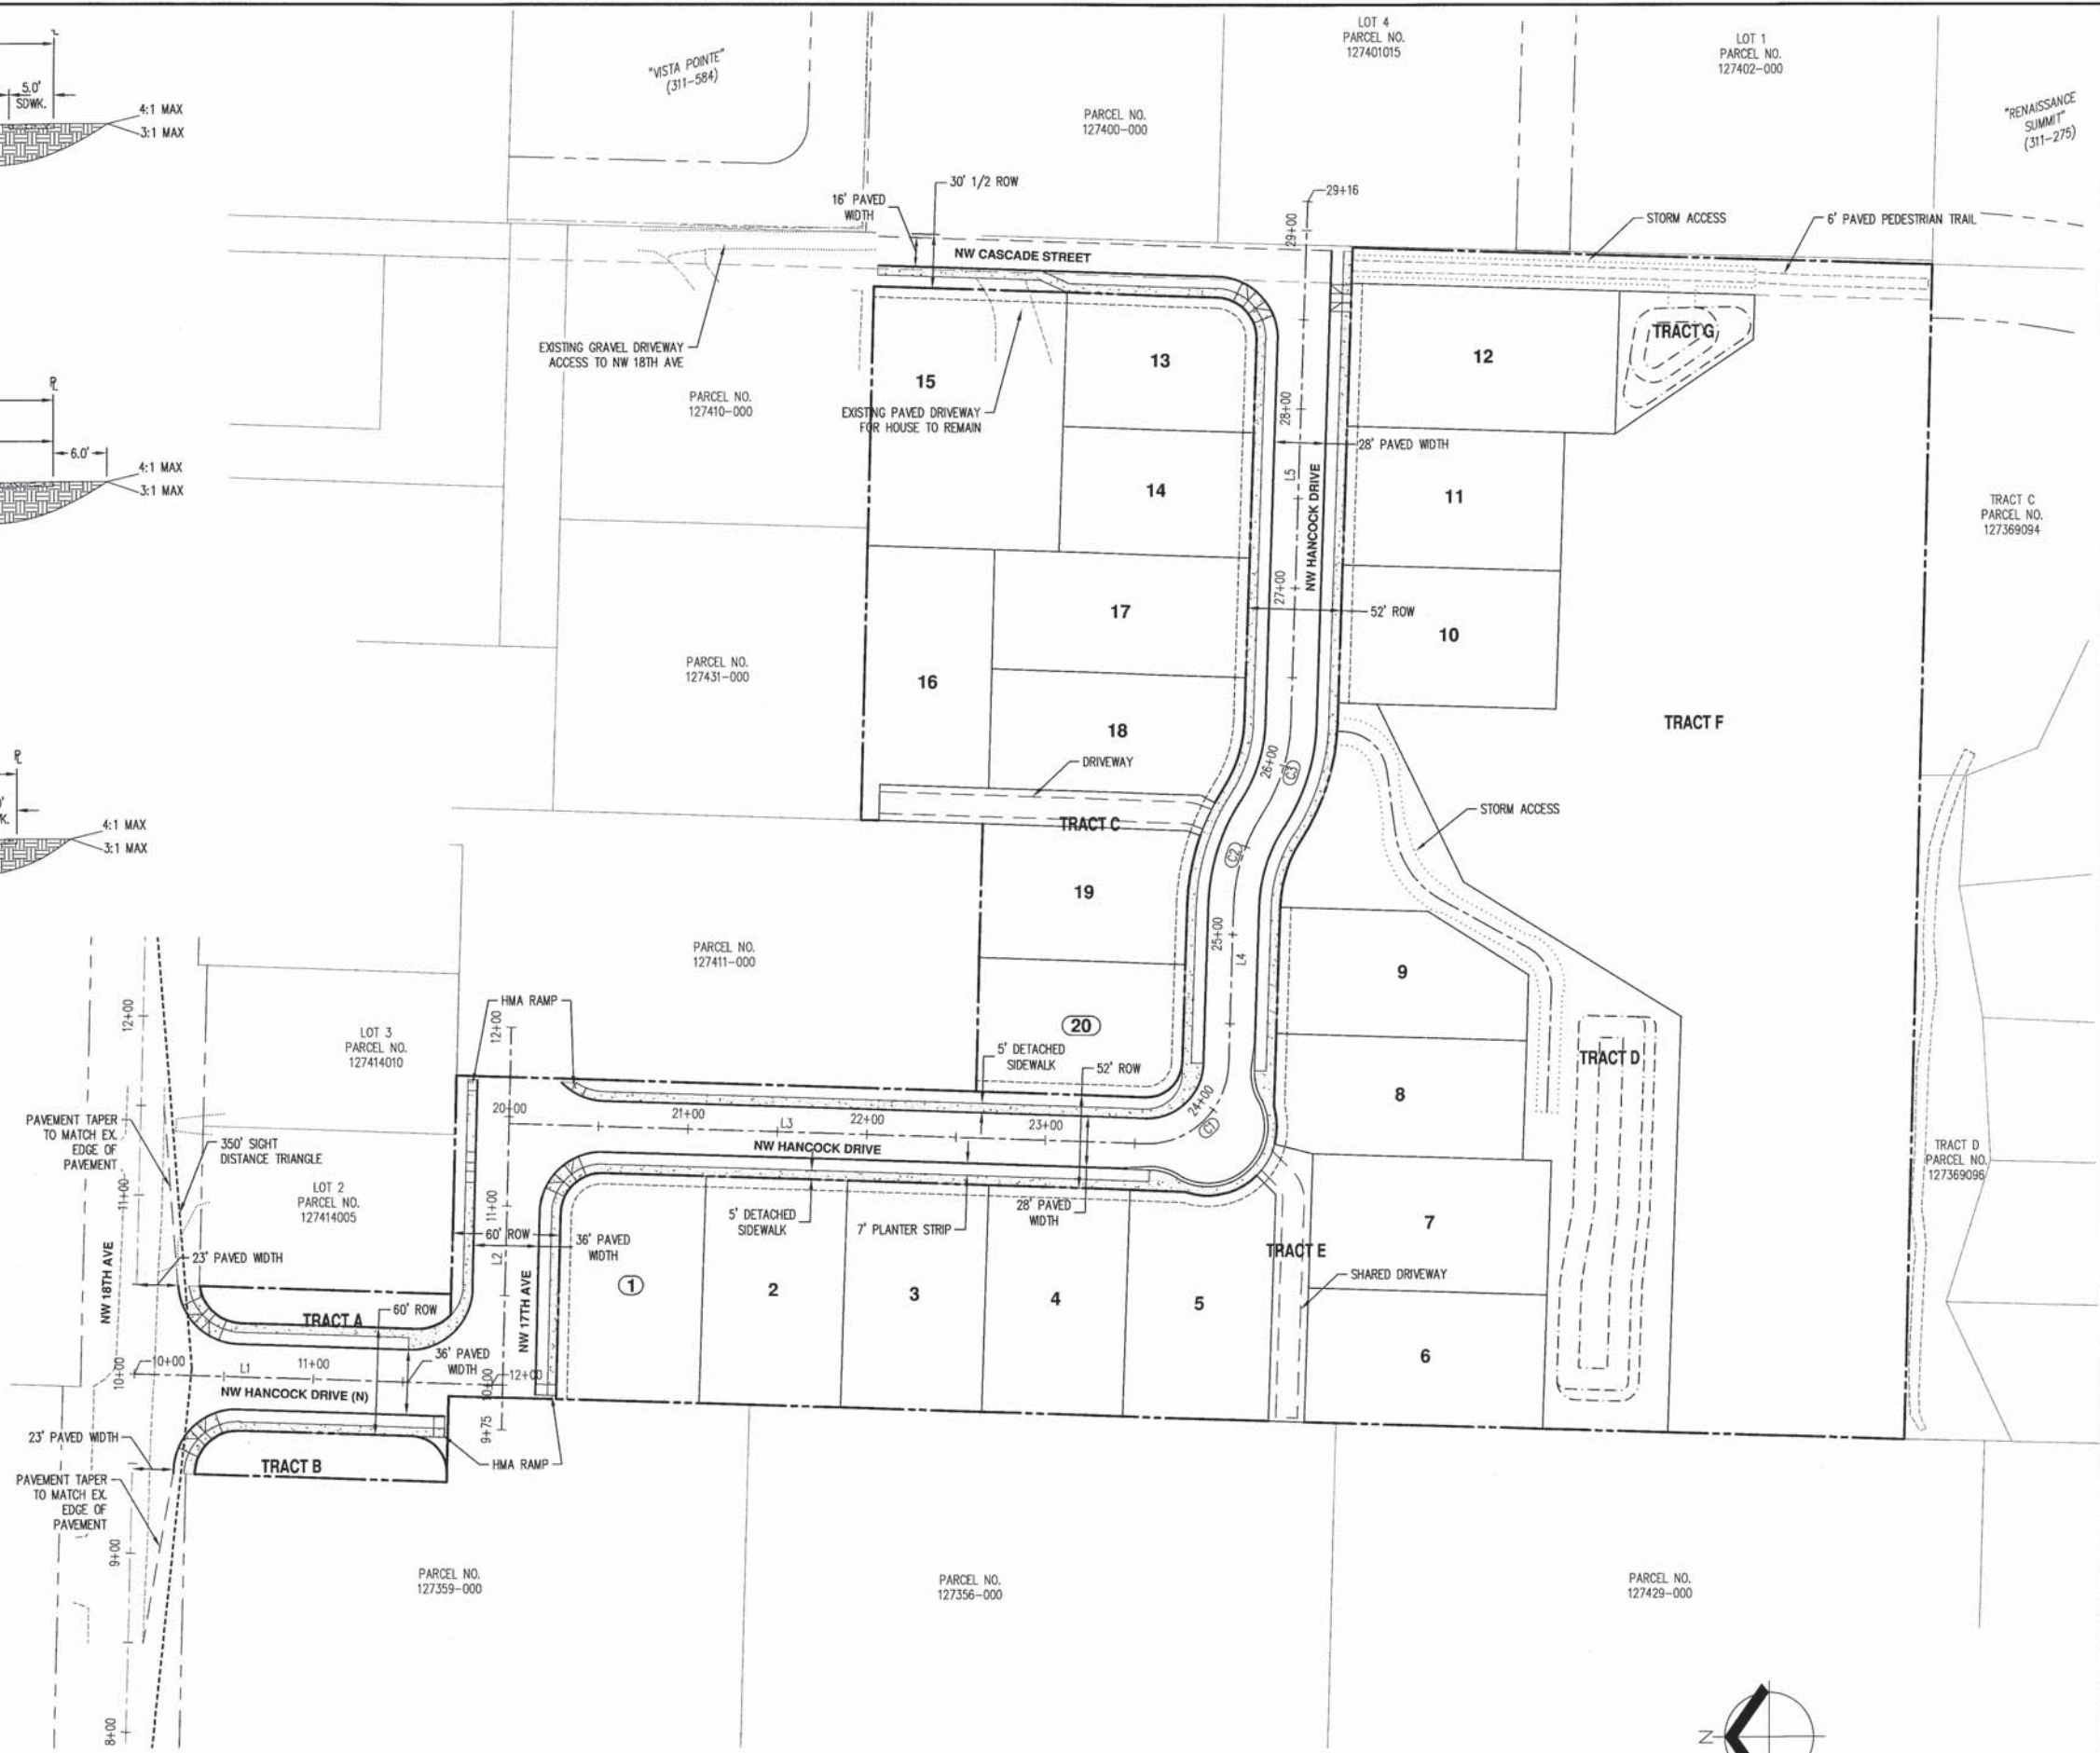 LOT 4
PARCEL NO.
127401015
LOT 1
PARCEL NO.
127402-000
"VISTA POINTE"
(311-584)
"RENAISSANCE
SUMMIT"
(311-275)
PARCEL NO.
127400-000
5.0'
SDWK.
4:1 MAX
3:1 MAX
30' 1/2 ROW
16' PAVED
WIDTH
29+16
29+00
STORM ACCESS
6' PAVED PEDESTRIAN TRAIL
NW CASCADE STREET
EXISTING GRAVEL DRIVEWAY
ACCESS TO NW 18TH AVE
TRACT G
12
13
15
PARCEL NO.
127410-000
EXISTNG PAVED DRIVEWAY
FOR HOUSE TO REMAIN
28+00
28' PAVED WIDTH
6.0'
4:1 MAX
3:1 MAX
L5
NW HANCOCK DRIVE
14
11
TRACT C
PARCEL NO.
127369094
27+00
52' ROW
17
10
PARCEL NO.
127431-000
16
18
TRACT F
DRIVEWAY
26+00
C3
4:1 MAX
3:1 MAX
STORM ACCESS
TRACT C
C2
19
25+00
L4
PARCEL NO.
127411-000
9
HMA RAMP
12+00
12+00
LOT 3
PARCEL NO.
127414010
20
5' DETACHED
SIDEWALK
52' ROW
TRACT D
8
20+00
21+00
L3
22+00
23+00
24+00
C1
NW HANCOCK DRIVE
PAVEMENT TAPER
TO MATCH EX.
EDGE OF
PAVEMENT
350' SIGHT
DISTANCE TRIANGLE
LOT 2
PARCEL NO.
127414005
11+00
11+00
TRACT D
PARCEL NO.
127369096
5' DETACHED
SIDEWALK
7' PLANTER STRIP
28' PAVED
WIDTH
7
60' ROW
36' PAVED
WIDTH
L2
NW 18TH AVE
23' PAVED WIDTH
TRACT E
SHARED DRIVEWAY
1
2
3
4
5
6
NW 17TH AVE
TRACT A
60' ROW
36' PAVED
WIDTH
10+00
10+00
L1
11+00
12+00
10+00
NW HANCOCK DRIVE (N)
9+75
23' PAVED WIDTH
TRACT B
HMA RAMP
PAVEMENT TAPER
TO MATCH EX.
EDGE OF
PAVEMENT
9+00
PARCEL NO.
127359-000
PARCEL NO.
127356-000
PARCEL NO.
127429-000
8+00
N